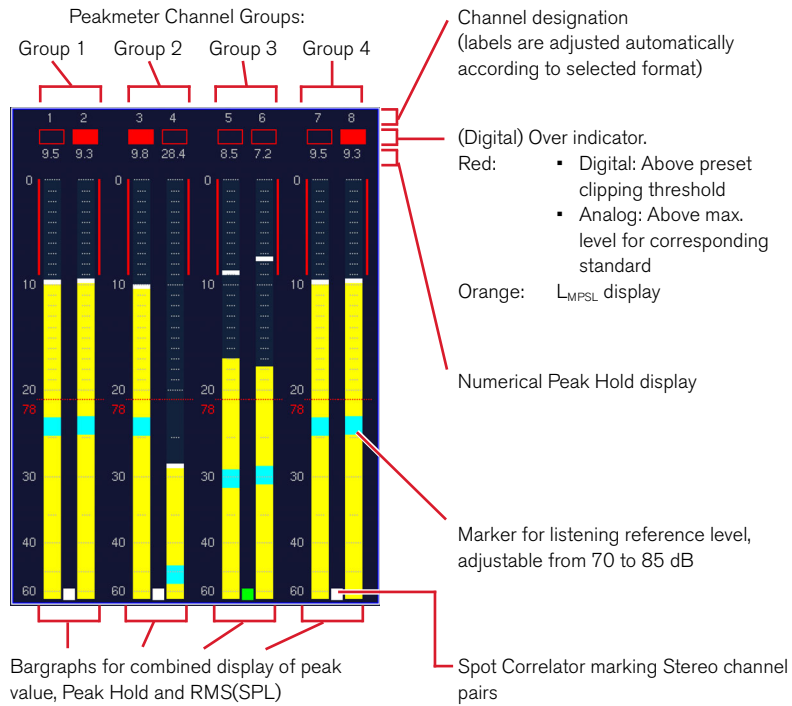 Peakmeter Channel Groups:
Group 1 Group 2 Group 3 Group 4
Channel designation
(labels are adjusted automatically
according to selected format)
1 2 3 4 5 6 7 8
9.5 9.3 9.8 28.4 8.5 7.2 9.5 9.3
(Digital) Over indicator.
Red: ▪ Digital: Above preset
clipping threshold
▪ Analog: Above max.
level for corresponding
standard
Orange: LMPSL display
Numerical Peak Hold display
0 0 0 0
10 10 10 10
20 20 20 20
78 78 78 78
30 30 30 30
40 40 40 40
60 60 60 60
Marker for listening reference level,
adjustable from 70 to 85 dB
Bargraphs for combined display of peak
value, Peak Hold and RMS(SPL)
Spot Correlator marking Stereo channel
pairs